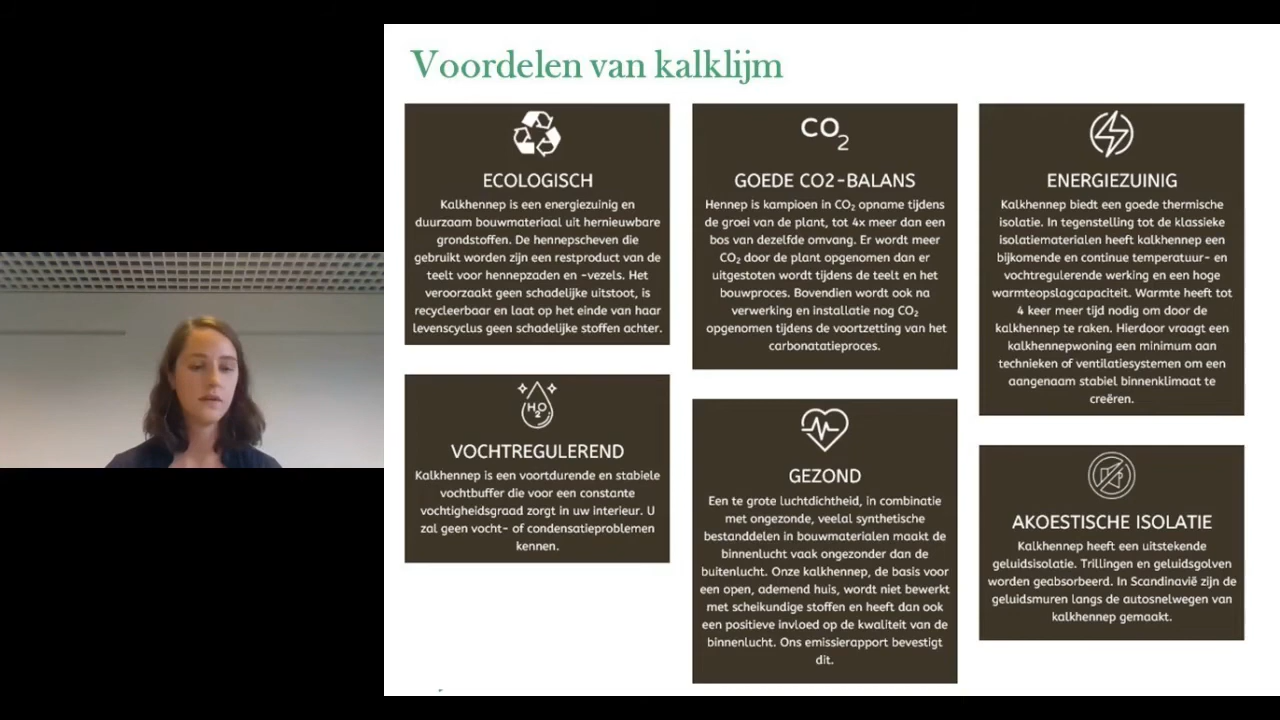 Voordelen van kalklijm
ECOLOGISCH
Kalkhennep is een energiezuinig en
duurzaam bouwmateriaal uit hernieuwbare
grondstoffen. De hennepscheven die
gebruikt worden zijn een restproduct van de
teelt voor hennepzaden en -vezels. Het
veroorzaakt geen schadelijke uitstoot, is
recycleerbaar en laat op het einde van haar
levenscyclus geen schadelijke stoffen achter.
H₂O
VOCHTREGULEREND
Kalkhennep is een voortdurende en stabiele
vochtbuffer die voor een constante
vochtigheidsgraad zorgt in uw interieur. U
zal geen vocht- of condensatieproblemen
kennen.
CO₂
GOEDE CO2-BALANS
Hennep is kampioen in CO₂ opname tijdens
de groei van de plant, tot 4x meer dan een
bos van dezelfde omvang. Er wordt meer
CO₂ door de plant opgenomen dan er
uitgestoten wordt tijdens de teelt en het
bouwproces. Bovendien wordt ook na
verwerking en installatie nog CO₂
opgenomen tijdens de voortzetting van het
carbonatatieproces.
GEZOND
Een te grote luchtdichtheid, in combinatie
met ongezonde, veelal synthetische
bestanddelen in bouwmaterialen maakt de
binnenlucht vaak ongezonder dan de
buitenlucht. Onze kalkhennep, de basis voor
een open, ademend huis, wordt niet bewerkt
met scheikundige stoffen en heeft dan ook
een positieve invloed op de kwaliteit van de
binnenlucht. Ons emissierapport bevestigt
dit.
ENERGIEZUINIG
Kalkhennep biedt een goede thermische
isolatie. In tegenstelling tot de klassieke
isolatiematerialen heeft kalkhennep een
bijkomende en continue temperatuur- en
vochtregulerende werking en een hoge
warmteopslagcapaciteit. Warmte heeft tot
4 keer meer tijd nodig om door de
kalkhennep te raken. Hierdoor vraagt een
kalkhennepwoning een minimum aan
technieken of ventilatiesystemen om een
aangenaam stabiel binnenklimaat te
creëren.
AKOESTISCHE ISOLATIE
Kalkhennep heeft een uitstekende
geluidsisolatie. Trillingen en geluidsgolven
worden geabsorbeerd. In Scandinavië zijn de
geluidsmuren langs de autosnelwegen van
kalkhennep gemaakt.